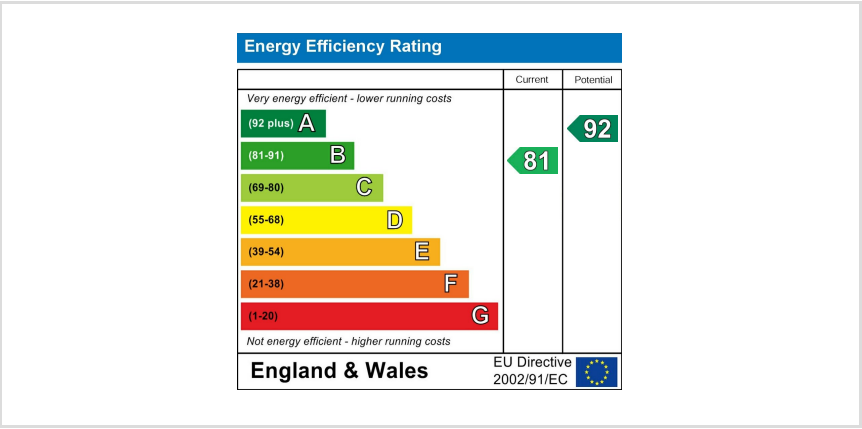 Energy Efficiency Rating
Current Potential
Very energy efficient - lower running costs
(92 plus) A
92
(81-91) B
81
(69-80) C
(55-68) D
(39-54) E
(21-38) F
(1-20) G
Not energy efficient - higher running costs
England & Wales
EU Directive
2002/91/EC